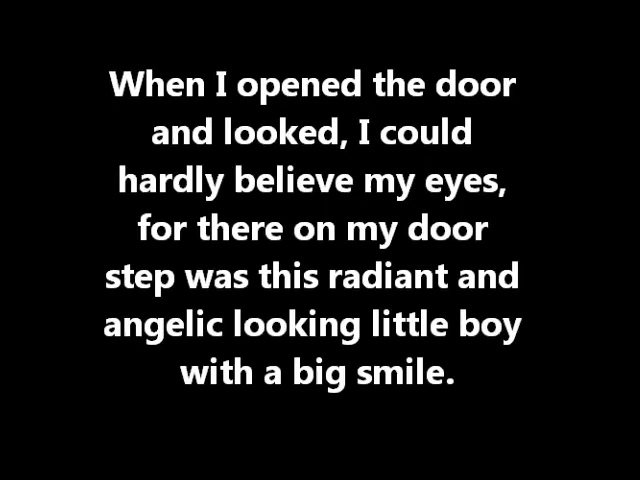 When I opened the door
and looked, I could
hardly believe my eyes,
for there on my door
step was this radiant and
angelic looking little boy
with a big smile.